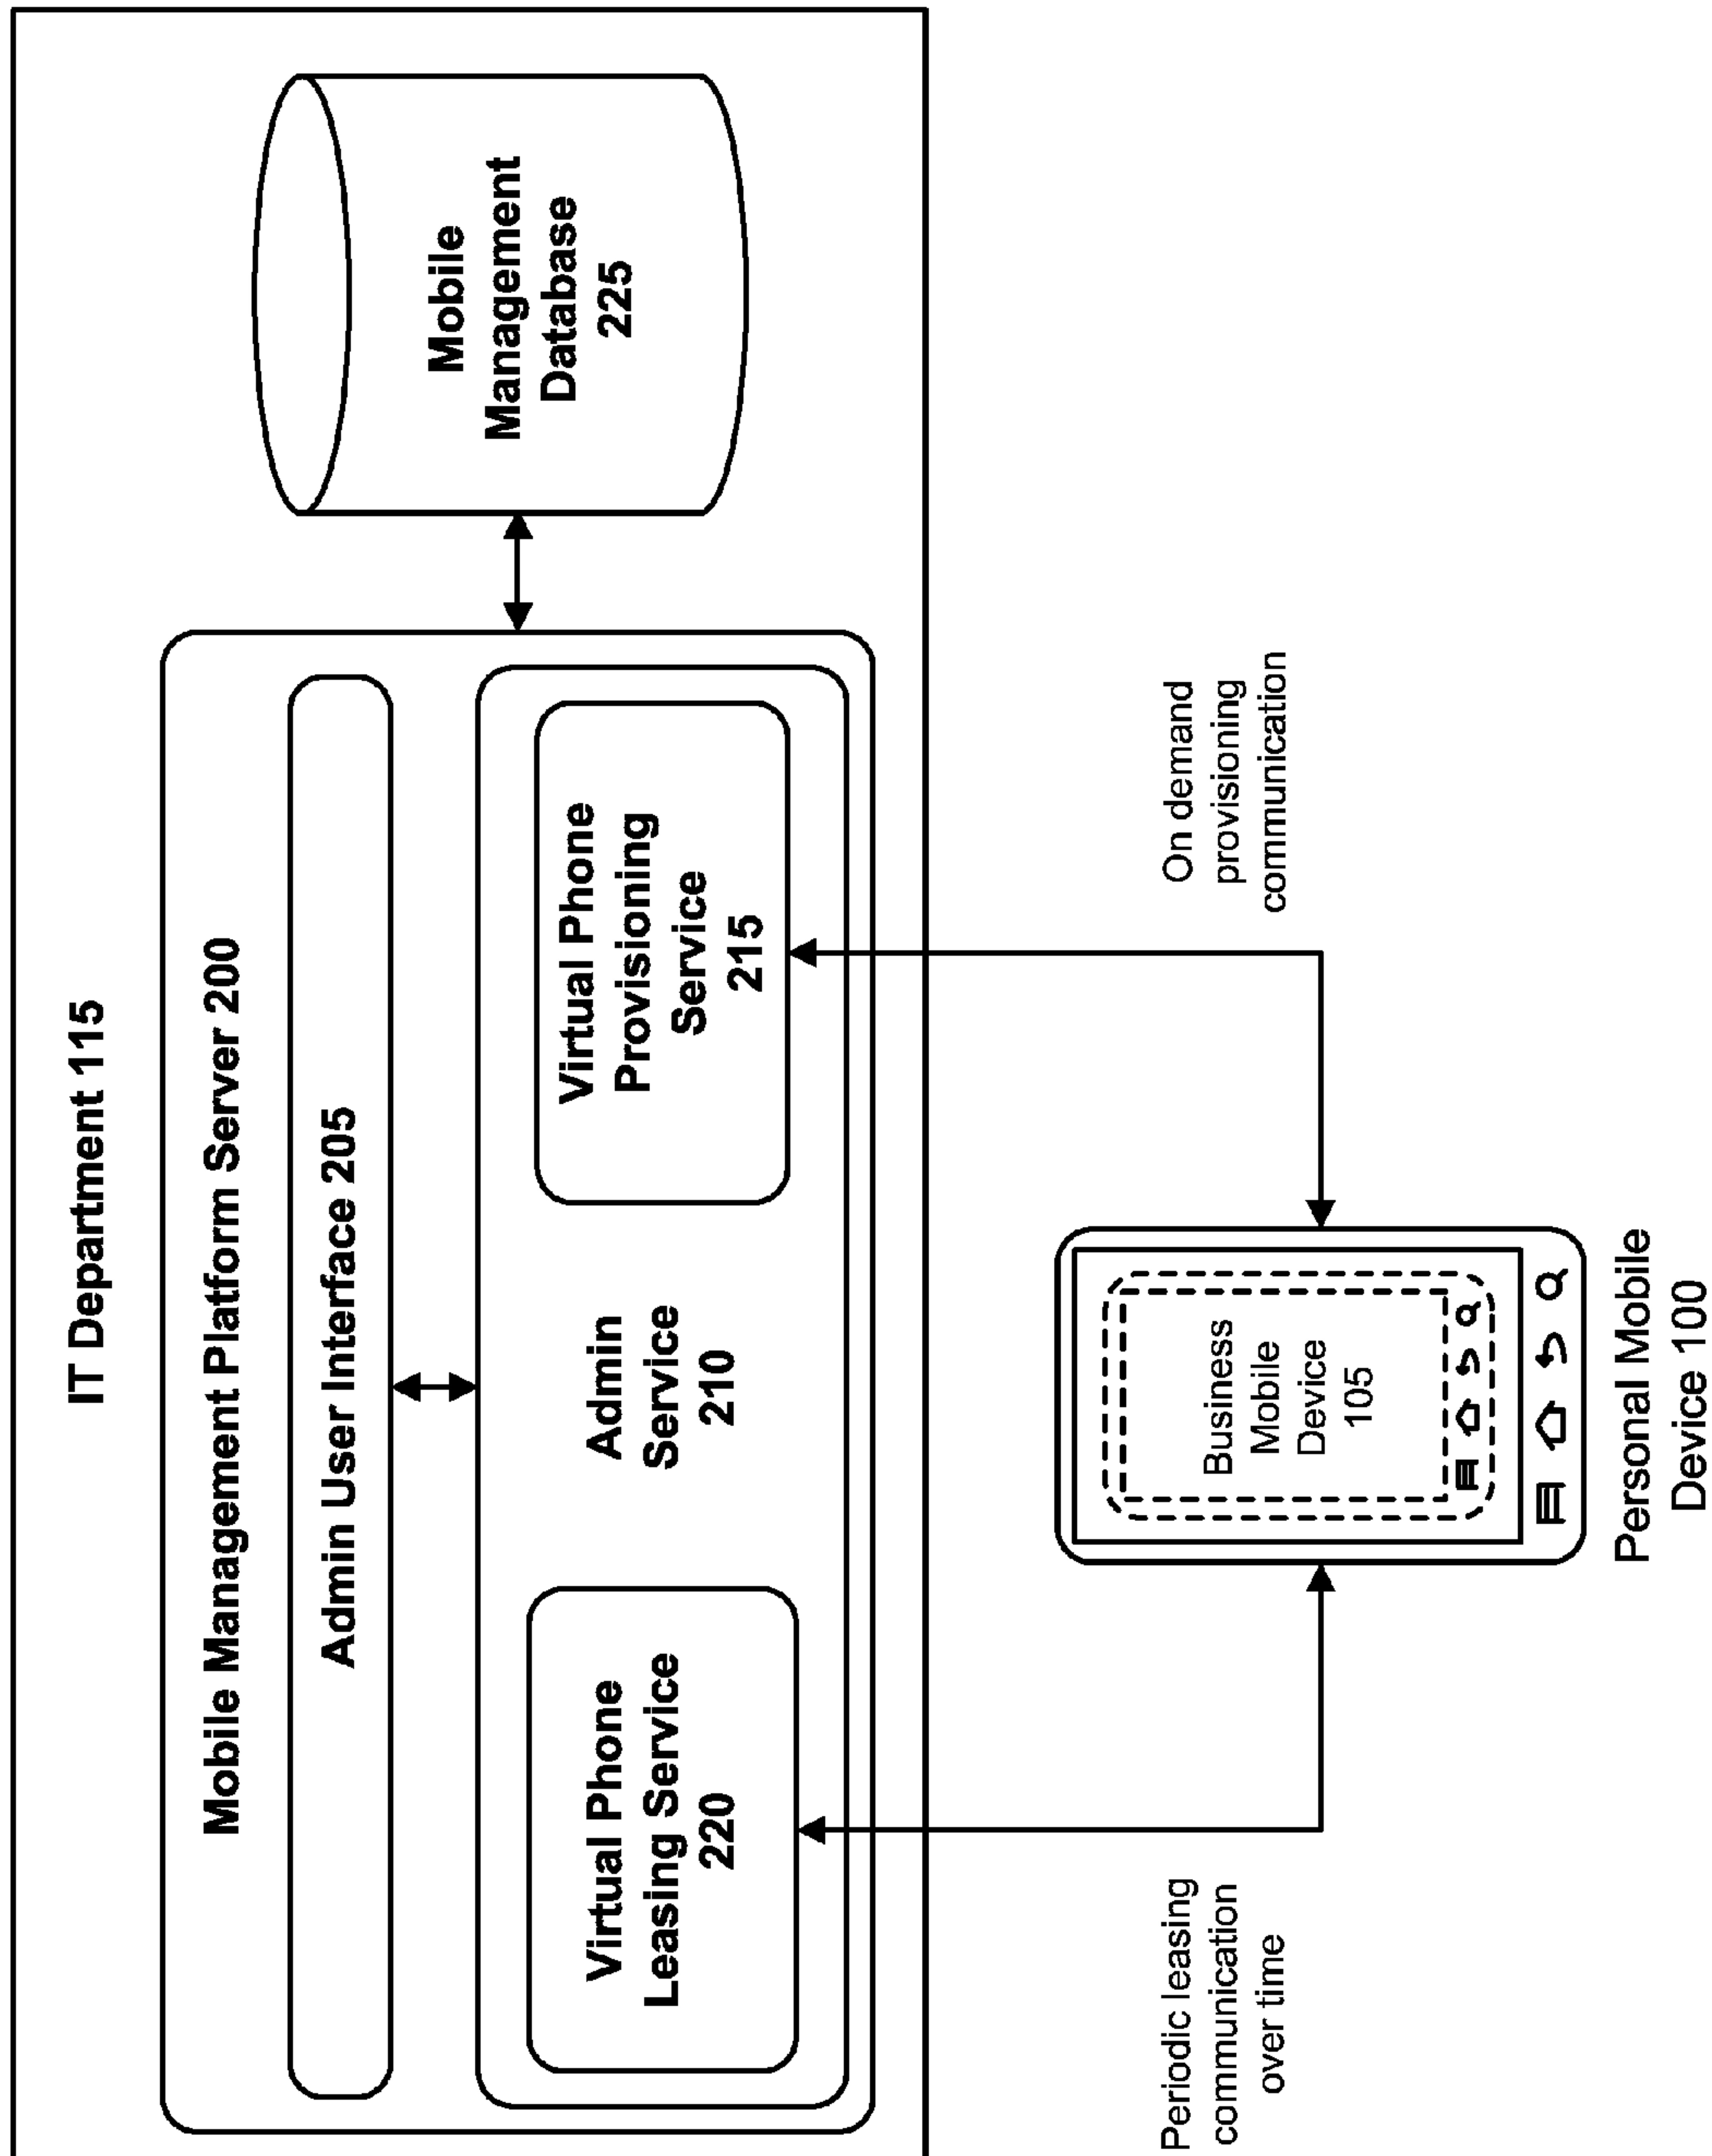 IT Department 115
Mobile Management Platform Server 200
Admin User Interface 205
Virtual Phone
Leasing Service
220
Admin
Service
210
Virtual Phone
Provisioning
Service
215
Mobile
Management
Database
225
Periodic leasing
communication
over time
Business
Mobile
Device
105
Personal Mobile
Device 100
On demand
provisioning
communication